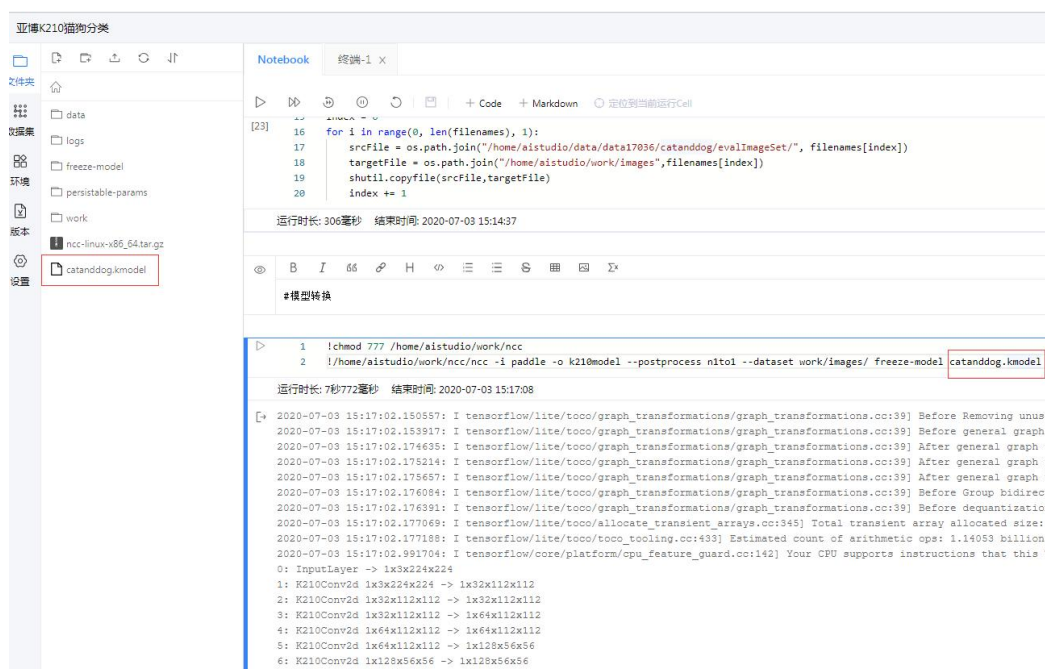 亚博K210猫狗分类
文件夹
数据集
环境
版本
设置
data
logs
freeze-model
persistable-params
work
ncc-linux-x86_64.tar.gz
catanddog.kmodel
Notebook 终端-1 ×
+ Code + Markdown 定位到当前运行Cell
[23]
15 index = 0
16 for i in range(0, len(filenames), 1):
17 srcFile = os.path.join("/home/aistudio/data/data17036/catanddog/evalImageSet/", filenames[index])
18 targetFile = os.path.join("/home/aistudio/work/images",filenames[index])
19 shutil.copyfile(srcFile,targetFile)
20 index += 1
运行时长: 306毫秒 结束时间: 2020-07-03 15:14:37
B I 66 H </> S Σx
#模型转换
1 !chmod 777 /home/aistudio/work/ncc
2 !/home/aistudio/work/ncc/ncc -i paddle -o k210model --postprocess n1to1 --dataset work/images/ freeze-model catanddog.kmodel
运行时长: 7秒772毫秒 结束时间: 2020-07-03 15:17:08
2020-07-03 15:17:02.150557: I tensorflow/lite/toco/graph_transformations/graph_transformations.cc:39] Before Removing unus
2020-07-03 15:17:02.153917: I tensorflow/lite/toco/graph_transformations/graph_transformations.cc:39] Before general graph
2020-07-03 15:17:02.174635: I tensorflow/lite/toco/graph_transformations/graph_transformations.cc:39] After general graph
2020-07-03 15:17:02.175214: I tensorflow/lite/toco/graph_transformations/graph_transformations.cc:39] After general graph
2020-07-03 15:17:02.175657: I tensorflow/lite/toco/graph_transformations/graph_transformations.cc:39] After general graph
2020-07-03 15:17:02.176084: I tensorflow/lite/toco/graph_transformations/graph_transformations.cc:39] Before Group bidirec
2020-07-03 15:17:02.176391: I tensorflow/lite/toco/graph_transformations/graph_transformations.cc:39] Before dequantizatio
2020-07-03 15:17:02.177069: I tensorflow/lite/toco/allocate_transient_arrays.cc:345] Total transient array allocated size:
2020-07-03 15:17:02.177188: I tensorflow/lite/toco/toco_tooling.cc:433] Estimated count of arithmetic ops: 1.14053 billion
2020-07-03 15:17:02.991704: I tensorflow/core/platform/cpu_feature_guard.cc:142] Your CPU supports instructions that this
0: InputLayer -> 1x3x224x224
1: K210Conv2d 1x3x224x224 -> 1x32x112x112
2: K210Conv2d 1x32x112x112 -> 1x32x112x112
3: K210Conv2d 1x32x112x112 -> 1x64x112x112
4: K210Conv2d 1x64x112x112 -> 1x64x112x112
5: K210Conv2d 1x64x112x112 -> 1x128x56x56
6: K210Conv2d 1x128x56x56 -> 1x128x56x56